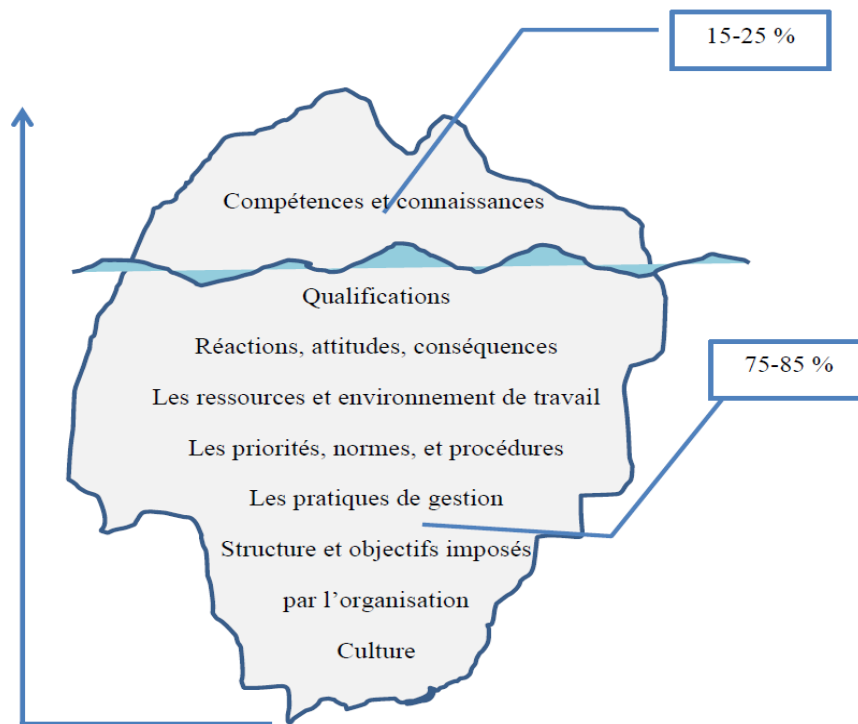 15-25 %
Compétences et connaissances
Qualifications
Réactions, attitudes, conséquences
75-85 %
Les ressources et environnement de travail
Les priorités, normes, et procédures
Les pratiques de gestion
Structure et objectifs imposés
par l’organisation
Culture